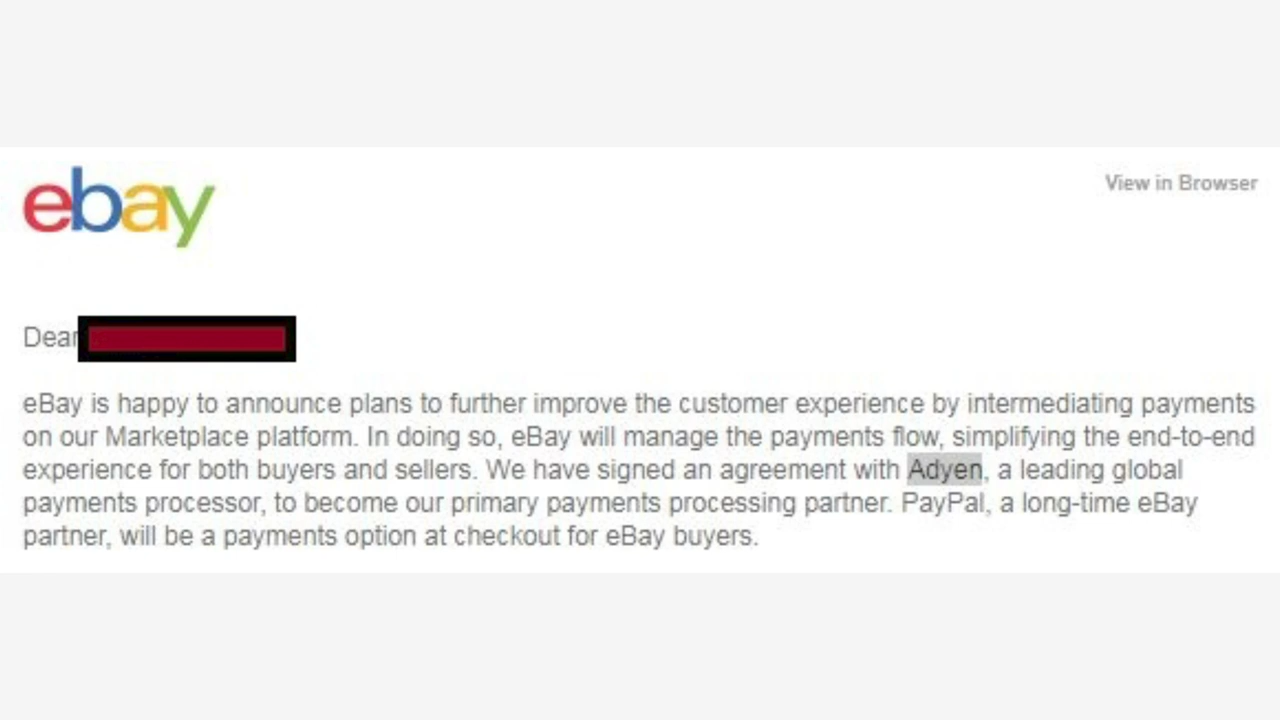 ebay
View in Browser
Dear
eBay is happy to announce plans to further improve the customer experience by intermediating payments
on our Marketplace platform. In doing so, eBay will manage the payments flow, simplifying the end-to-end
experience for both buyers and sellers. We have signed an agreement with Adyen, a leading global
payments processor, to become our primary payments processing partner. PayPal, a long-time eBay
partner, will be a payments option at checkout for eBay buyers.